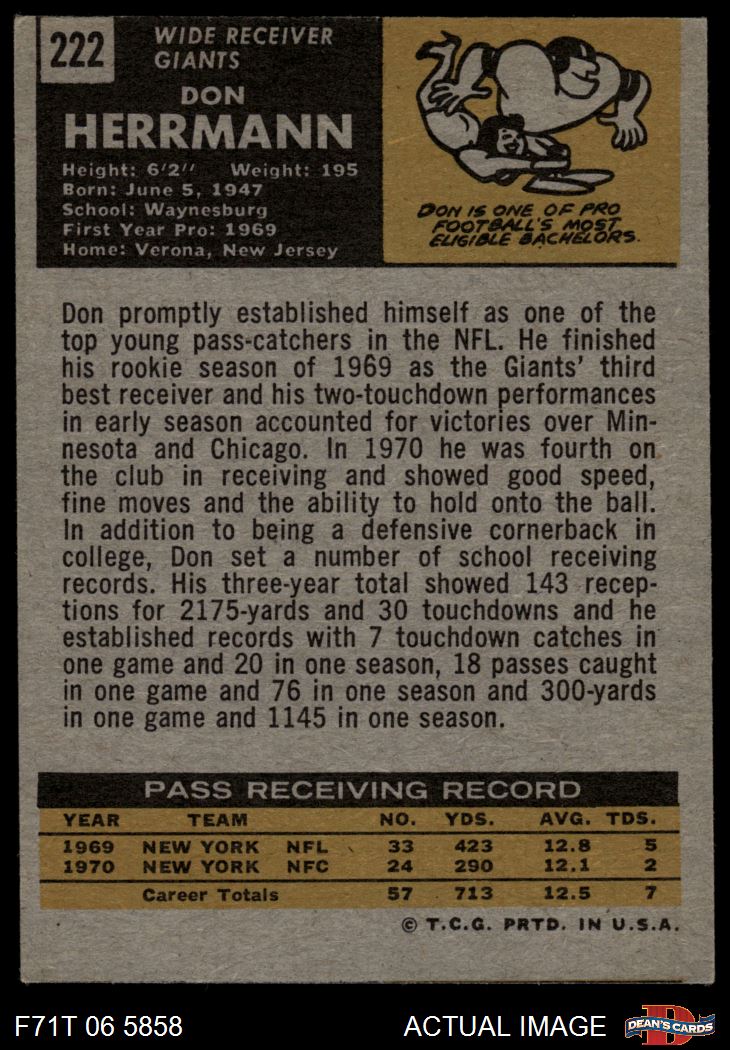 222
WIDE RECEIVER
GIANTS
DON
HERRMANN
Height: 6'2" Weight: 195
Born: June 5, 1947
School: Waynesburg
First Year Pro: 1969
Home: Verona, New Jersey
DON IS ONE OF PRO
FOOTBALL'S MOST
ELIGIBLE BACHELORS.
Don promptly established himself as one of the
top young pass-catchers in the NFL. He finished
his rookie season of 1969 as the Giants' third
best receiver and his two-touchdown performances
in early season accounted for victories over Min-
nesota and Chicago. In 1970 he was fourth on
the club in receiving and showed good speed,
fine moves and the ability to hold onto the ball.
In addition to being a defensive cornerback in
college, Don set a number of school receiving
records. His three-year total showed 143 recep-
tions for 2175-yards and 30 touchdowns and he
established records with 7 touchdown catches in
one game and 20 in one season, 18 passes caught
in one game and 76 in one season and 300-yards
in one game and 1145 in one season.
PASS RECEIVING RECORD
YEAR TEAM NO. YDS. AVG. TDS.
1969 NEW YORK NFL 33 423 12.8 5
1970 NEW YORK NFC 24 290 12.1 2
Career Totals 57 713 12.5 7
© T.C.G. PRTD. IN U.S.A.
F71T 06 5858 ACTUAL IMAGE
D
DEAN'S CARDS